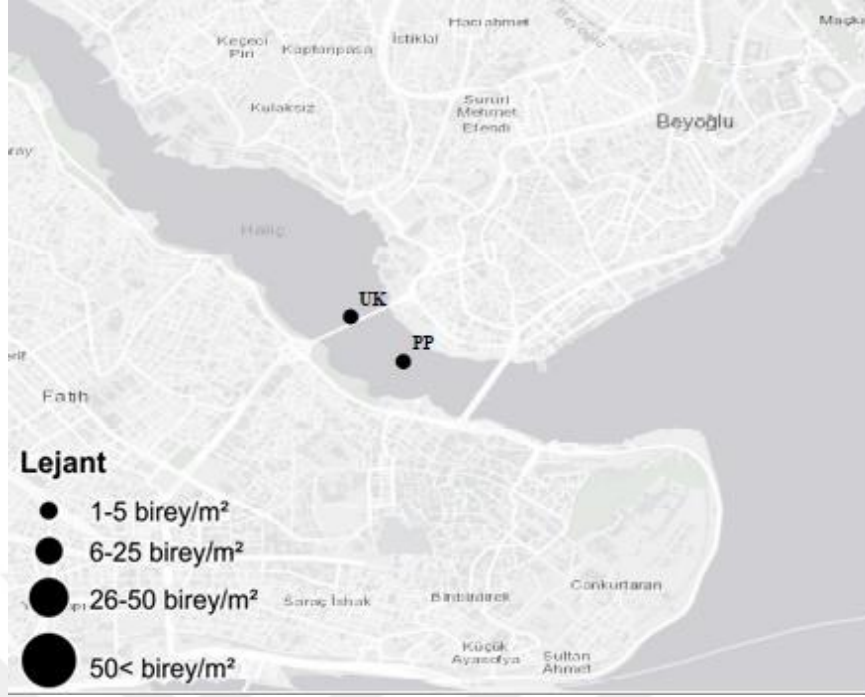 Hacıahmet
Maçka
Beyoğlu
İstiklal
Keçeci
Piri
Kaptanpaşa
Kulaksız
Sururi
Mehmet
Efendi
Beyoğlu
Haliç
UK
PP
Fatih
Lejant
1-5 birey/m²
6-25 birey/m²
26-50 birey/m²
50< birey/m²
Saraç İshak
Binbirdirek
Cankurtaran
Küçük
Ayasofya
Sultan
Ahmet